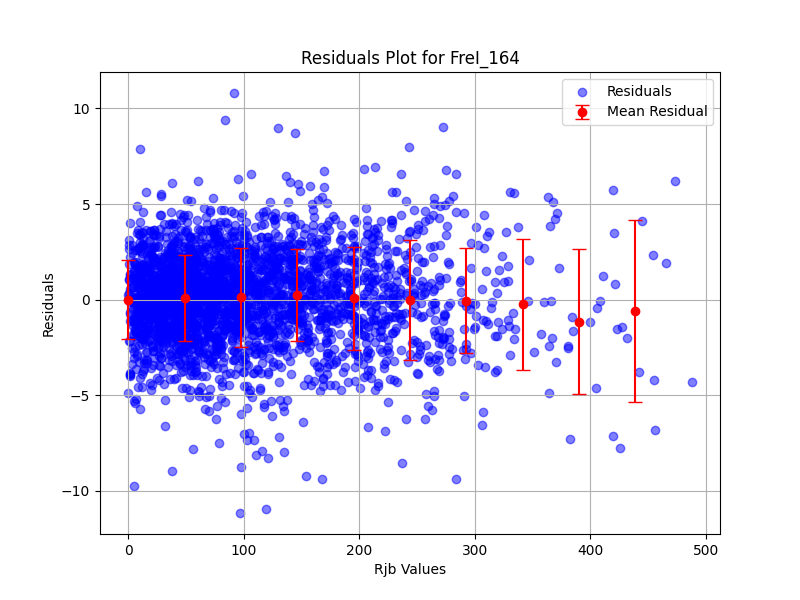 Residuals Plot for FreI_164
Residuals
Mean Residual
10
5
0
−5
−10
Residuals
0
100
200
300
400
500
Rjb Values